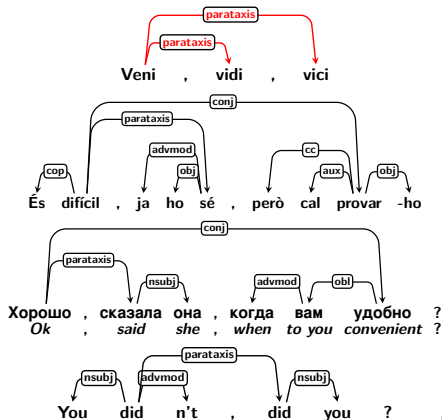 parataxis
parataxis
Veni , vidi , vici
conj
parataxis
advmod cc
cop obj aux obj
És difícil , ja ho sé , però cal provar -ho
conj
parataxis
nsubj advmod obl
Хорошо , сказала она , когда вам удобно ?
Ok , said she , when to you convenient ?
parataxis
nsubj advmod nsubj
You did n't , did you ?